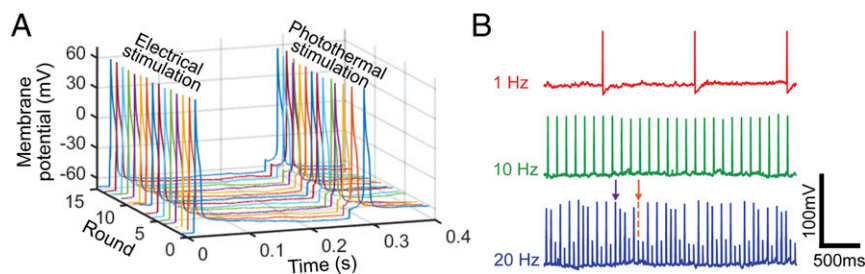 A
Electrical
stimulation
Photothermal
stimulation
Membrane
potential (mV)
60
30
0
-30
-60
15
10
5
0
Round
0
0.1
0.2
0.3
0.4
Time (s)
B
1 Hz
10 Hz
20 Hz
100mV
500ms